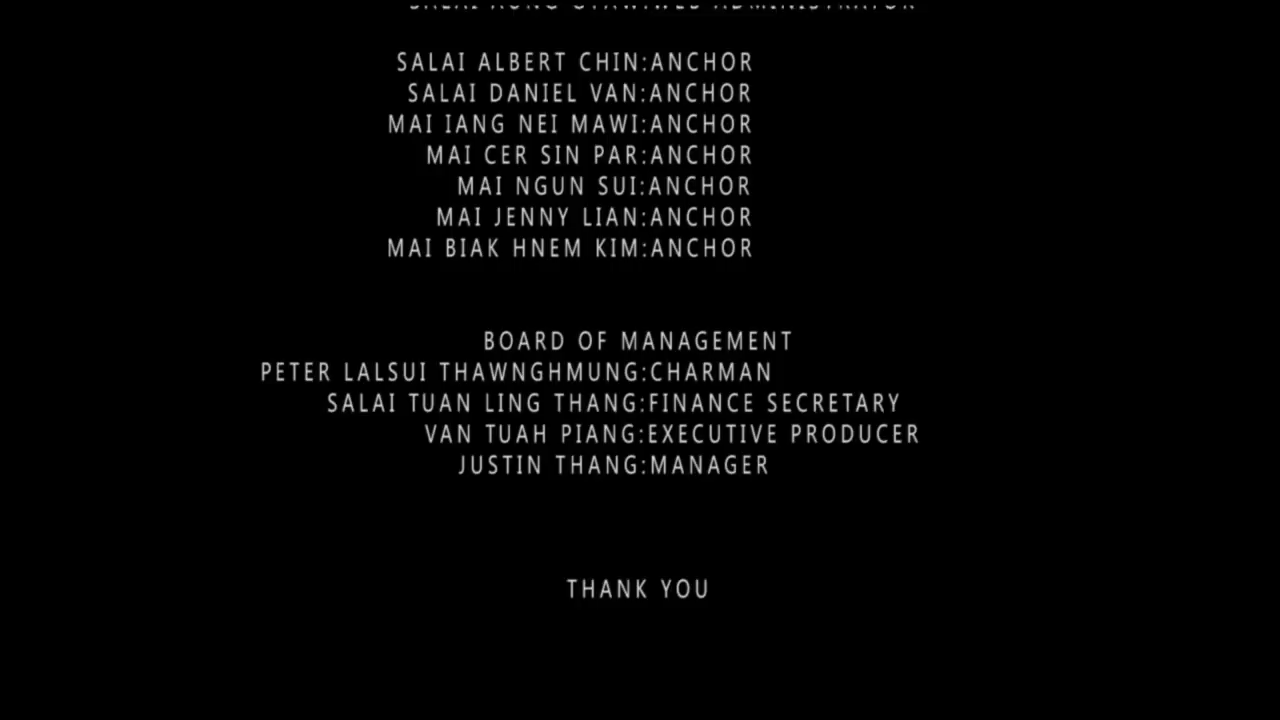 SALAI ALBERT CHIN:ANCHOR
SALAI DANIEL VAN:ANCHOR
MAI IANG NEI MAWI:ANCHOR
MAI CER SIN PAR:ANCHOR
MAI NGUN SUI:ANCHOR
MAI JENNY LIAN:ANCHOR
MAI BIAK HNEM KIM:ANCHOR
BOARD OF MANAGEMENT
PETER LALSUI THAWNGHMUNG:CHARMAN
SALAI TUAN LING THANG:FINANCE SECRETARY
VAN TUAH PIANG:EXECUTIVE PRODUCER
JUSTIN THANG:MANAGER
THANK YOU